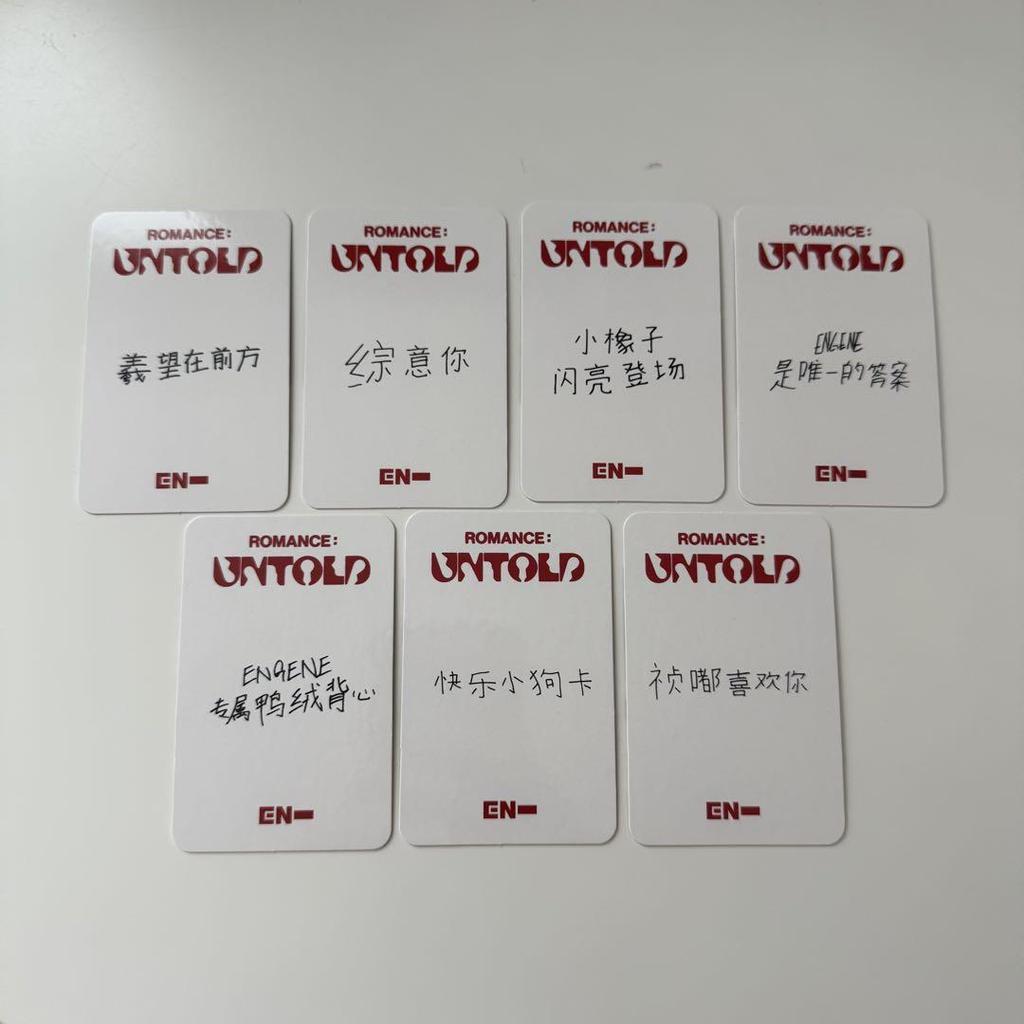 ROMANCE:
UNTOLD
羲望在前方
EN-
ROMANCE:
UNTOLD
综意你
EN-
ROMANCE:
UNTOLD
小橡子
闪亮登场
EN-
ROMANCE:
UNTOLD
ENGENE
是唯一的答案
EN-
ROMANCE:
UNTOLD
ENGENE
专属鸭绒背心
EN-
ROMANCE:
UNTOLD
快乐小狗卡
EN-
ROMANCE:
UNTOLD
祯嘟喜欢你
EN-